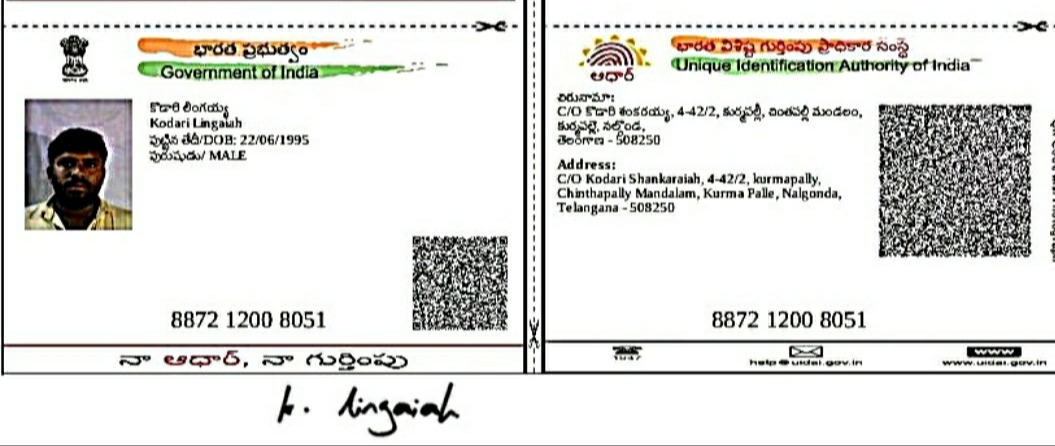 భారత ప్రభుత్వం
Government of India
కొడారి లింగయ్య
Kodari Lingaiah
పుట్టిన తేదీ/DOB: 22/06/1995
పురుషుడు/ MALE
8872 1200 8051
నా ఆధార్, నా గుర్తింపు
k. lingaiah
భారత విశిష్ట గుర్తింపు ప్రాధికార సంస్థ
Unique Identification Authority of India
ఆధార్
చిరునామా:
C/O కొడారి శంకరయ్య, 4-42/2, కుర్మపల్లీ, చింతపల్లి మండలం,
కుర్మపల్లె, నల్గొండ,
తెలంగాణ - 508250
Address:
C/O Kodari Shankaraiah, 4-42/2, kurmapally,
Chinthapally Mandalam, Kurma Palle, Nalgonda,
Telangana - 508250
8872 1200 8051
1947
help@uidai.gov.in
www
www.uidai.gov.in